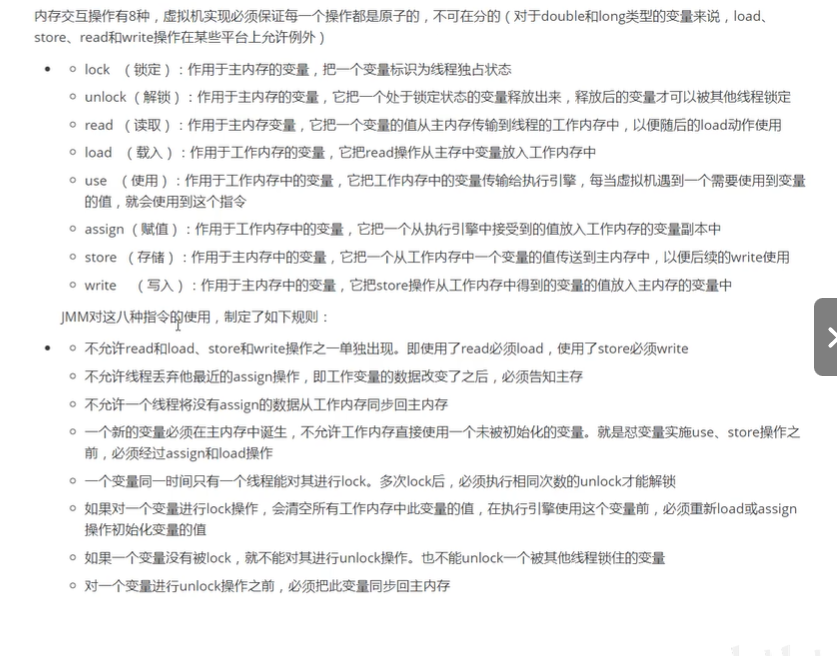 内存交互操作有8种，虚拟机实现必须保证每一个操作都是原子的，不可在分的（对于double和long类型的变量来说，load、
store、read和write操作在某些平台上允许例外）
lock （锁定）：作用于主内存的变量，把一个变量标识为线程独占状态
unlock（解锁）：作用于主内存的变量，它把一个处于锁定状态的变量释放出来，释放后的变量才可以被其他线程锁定
read （读取）：作用于主内存变量，它把一个变量的值从主内存传输到线程的工作内存中，以便随后的load动作使用
load （载入）：作用于工作内存的变量，它把read操作从主存中变量放入工作内存中
use （使用）：作用于工作内存中的变量，它把工作内存中的变量传输给执行引擎，每当虚拟机遇到一个需要使用到变量
的值，就会使用到这个指令
assign（赋值）：作用于工作内存中的变量，它把一个从执行引擎中接受到的值放入工作内存的变量副本中
store （存储）：作用于主内存中的变量，它把一个从工作内存中一个变量的值传送到主内存中，以便后续的write使用
write （写入）：作用于主内存中的变量，它把store操作从工作内存中得到的变量的值放入主内存的变量中
JMM对这八种指令的使用，制定了如下规则：
不允许read和load、store和write操作之一单独出现。即使用了read必须load，使用了store必须write
不允许线程丢弃他最近的assign操作，即工作变量的数据改变了之后，必须告知主存
不允许一个线程将没有assign的数据从工作内存同步回主内存
一个新的变量必须在主内存中诞生，不允许工作内存直接使用一个未被初始化的变量。就是怼变量实施use、store操作之
前，必须经过assign和load操作
一个变量同一时间只有一个线程能对其进行lock。多次lock后，必须执行相同次数的unlock才能解锁
如果对一个变量进行lock操作，会清空所有工作内存中此变量的值，在执行引擎使用这个变量前，必须重新load或assign
操作初始化变量的值
如果一个变量没有被lock，就不能对其进行unlock操作。也不能unlock一个被其他线程锁住的变量
对一个变量进行unlock操作之前，必须把此变量同步回主内存